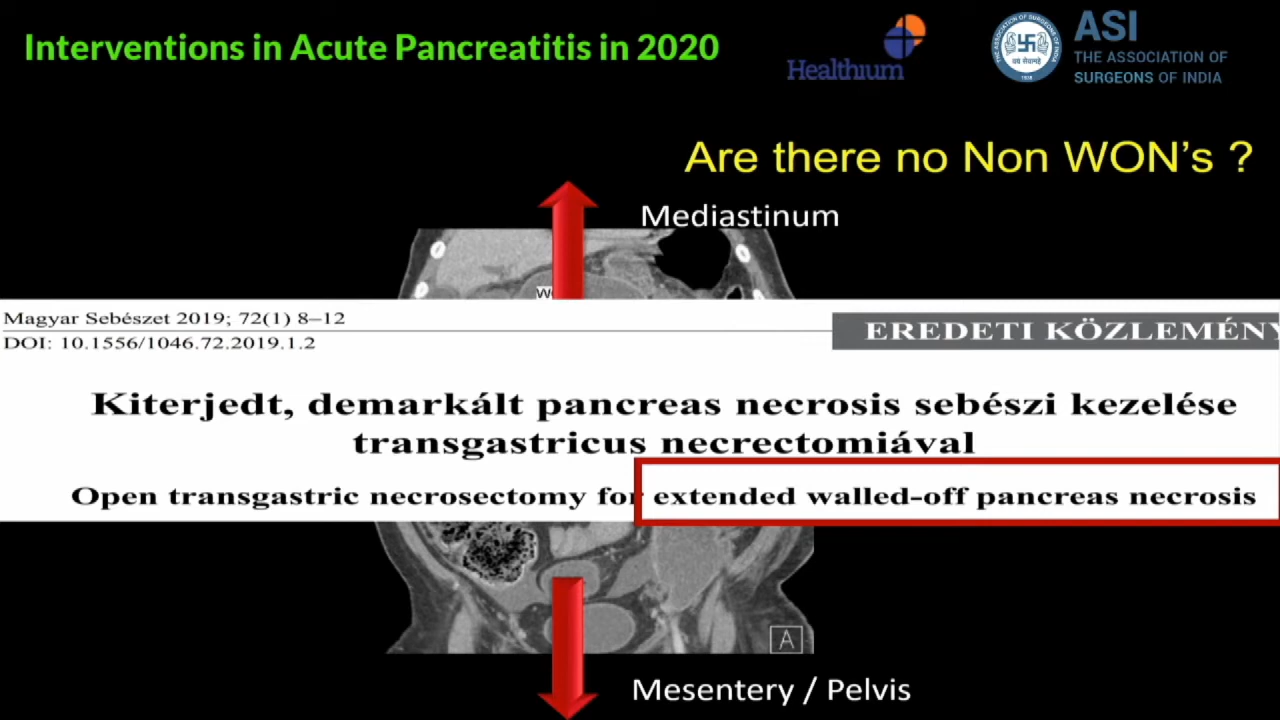 Interventions in Acute Pancreatitis in 2020
Healthium
ASI
THE ASSOCIATION OF
SURGEONS OF INDIA
Are there no Non WON's ?
Mediastinum
Magyar Sebészet 2019; 72(1) 8–12
EREDETI KÖZLEMÉNY
DOI: 10.1556/1046.72.2019.1.2
Kiterjedt, demarkált pancreas necrosis sebészi kezelése
transgastricus necrectomiával
Open transgastric necrosectomy for extended walled-off pancreas necrosis
A
Mesentery / Pelvis